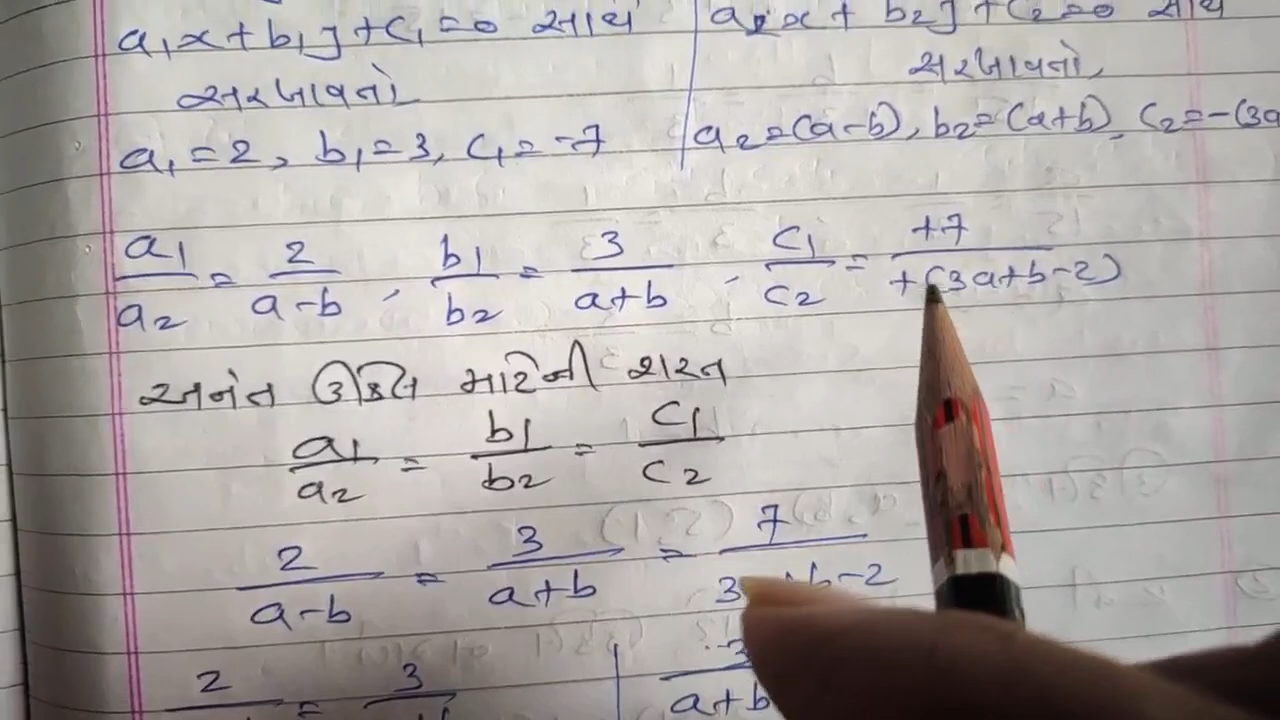 a₁x + b₁y + c₁ = 0 સાથે
સરખાવતાં
a₁ = 2, b₁ = 3, c₁ = -7
a₂x + b₂y + c₂ = 0 સાથે
સરખાવતાં
a₂ = (a-b), b₂ = (a+b), c₂ = -(3a
a₁/a₂ = 2/(a-b), b₁/b₂ = 3/(a+b), c₁/c₂ = +7/+(3a+b-2)
અનંત ઉકેલ માટેની શરત
a₁/a₂ = b₁/b₂ = c₁/c₂
2/(a-b) = 3/(a+b) = 7/3 +b-2
2 = 3
3/(a+b